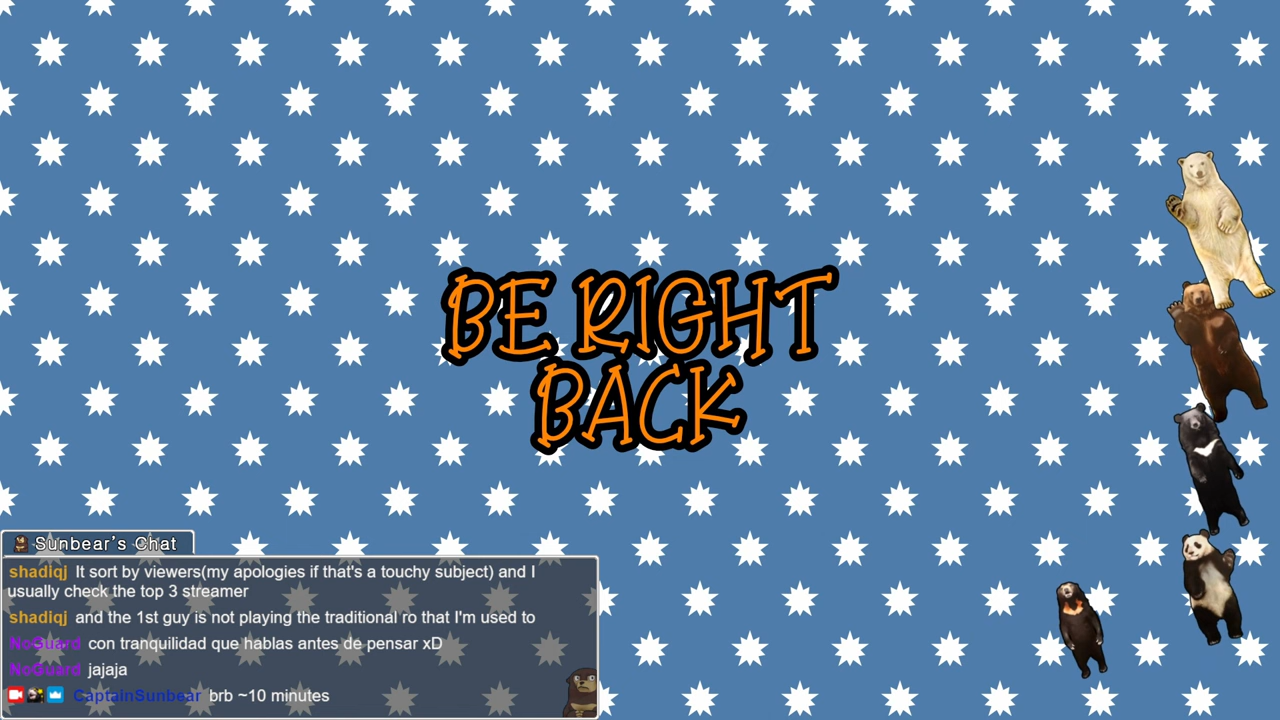 BE RIGHT
BACK
Sunbear's Chat
shadiqj It sort by viewers(my apologies if that's a touchy subject) and I
usually check the top 3 streamer
shadiqj and the 1st guy is not playing the traditional ro that I'm used to
NoGuard con tranquilidad que hablas antes de pensar xD
NoGuard jajaja
CaptainSunbear brb ~10 minutes